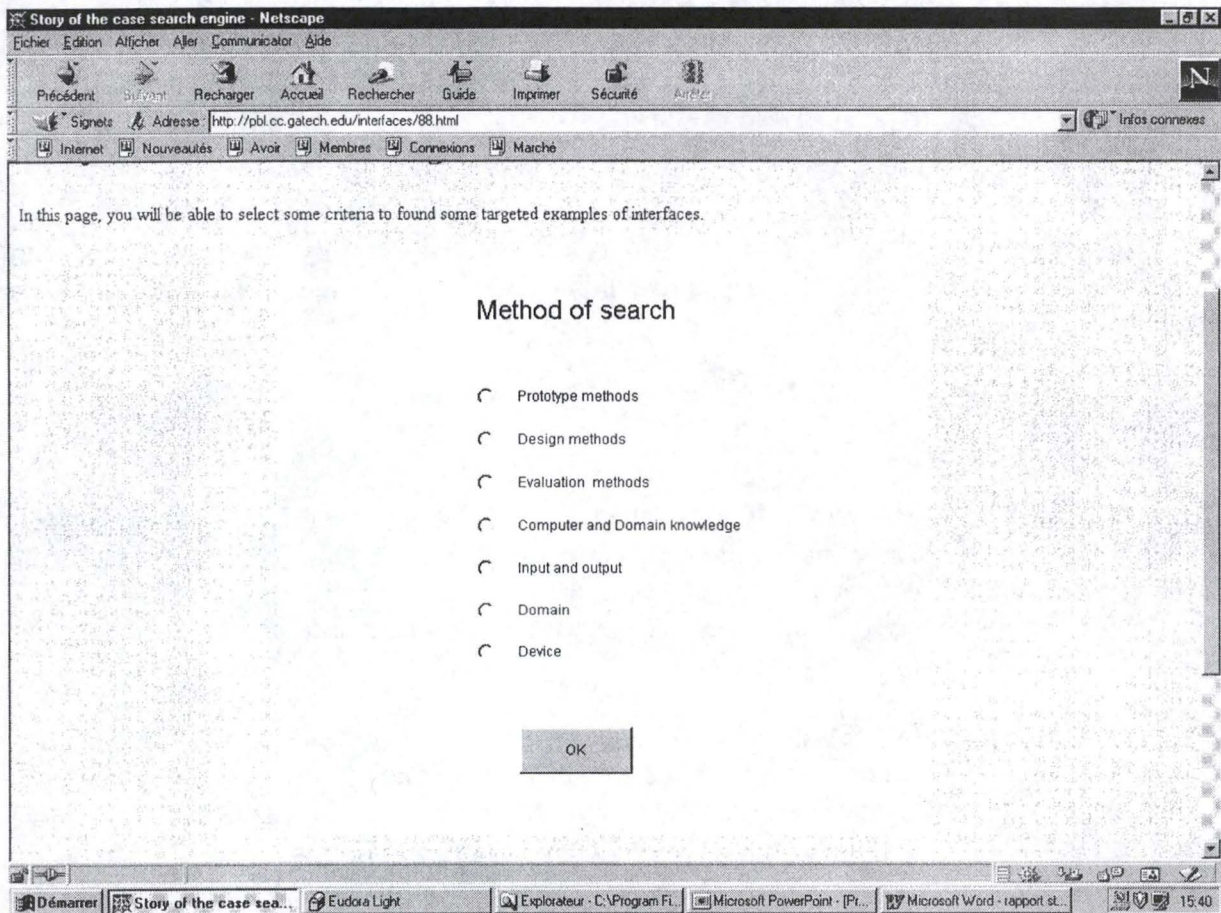 Story of the case search engine - Netscape
Fichier Edition Afficher Aller Communicator Aide
Précédent Suivant Recharger Accueil Rechercher Guide Imprimer Sécurité Arrêter
N
Signets Adresse : http://pbl.cc.gatech.edu/interfaces/88.html Infos connexes
Internet Nouveautés Avoir Membres Connexions Marché
In this page, you will be able to select some criteria to found some targeted examples of interfaces.
Method of search
Prototype methods
Design methods
Evaluation methods
Computer and Domain knowledge
Input and output
Domain
Device
OK
Démarrer Story of the case sea... Eudora Light Explorateur - C:\Program Fi... Microsoft PowerPoint - [Pr... Microsoft Word - rapport st... 15:40